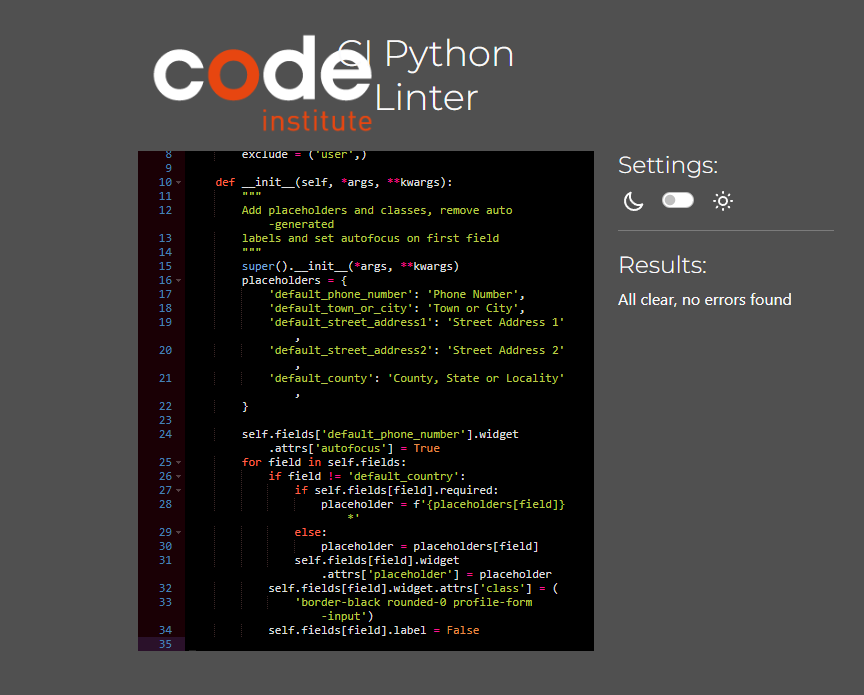 code
institute
CI Python
Linter
8 exclude = ('user',)
9
10 def __init__(self, *args, **kwargs):
11 """
12 Add placeholders and classes, remove auto
-generated
13 labels and set autofocus on first field
14 """
15 super().__init__(*args, **kwargs)
16 placeholders = {
17 'default_phone_number': 'Phone Number',
18 'default_town_or_city': 'Town or City',
19 'default_street_address1': 'Street Address 1'
,
20 'default_street_address2': 'Street Address 2'
,
21 'default_county': 'County, State or Locality'
,
22 }
23
24 self.fields['default_phone_number'].widget
.attrs['autofocus'] = True
25 for field in self.fields:
26 if field != 'default_country':
27 if self.fields[field].required:
28 placeholder = f'{placeholders[field]}
*'
29 else:
30 placeholder = placeholders[field]
31 self.fields[field].widget
.attrs['placeholder'] = placeholder
32 self.fields[field].widget.attrs['class'] = (
33 'border-black rounded-0 profile-form
-input')
34 self.fields[field].label = False
35
Settings:
Results:
All clear, no errors found